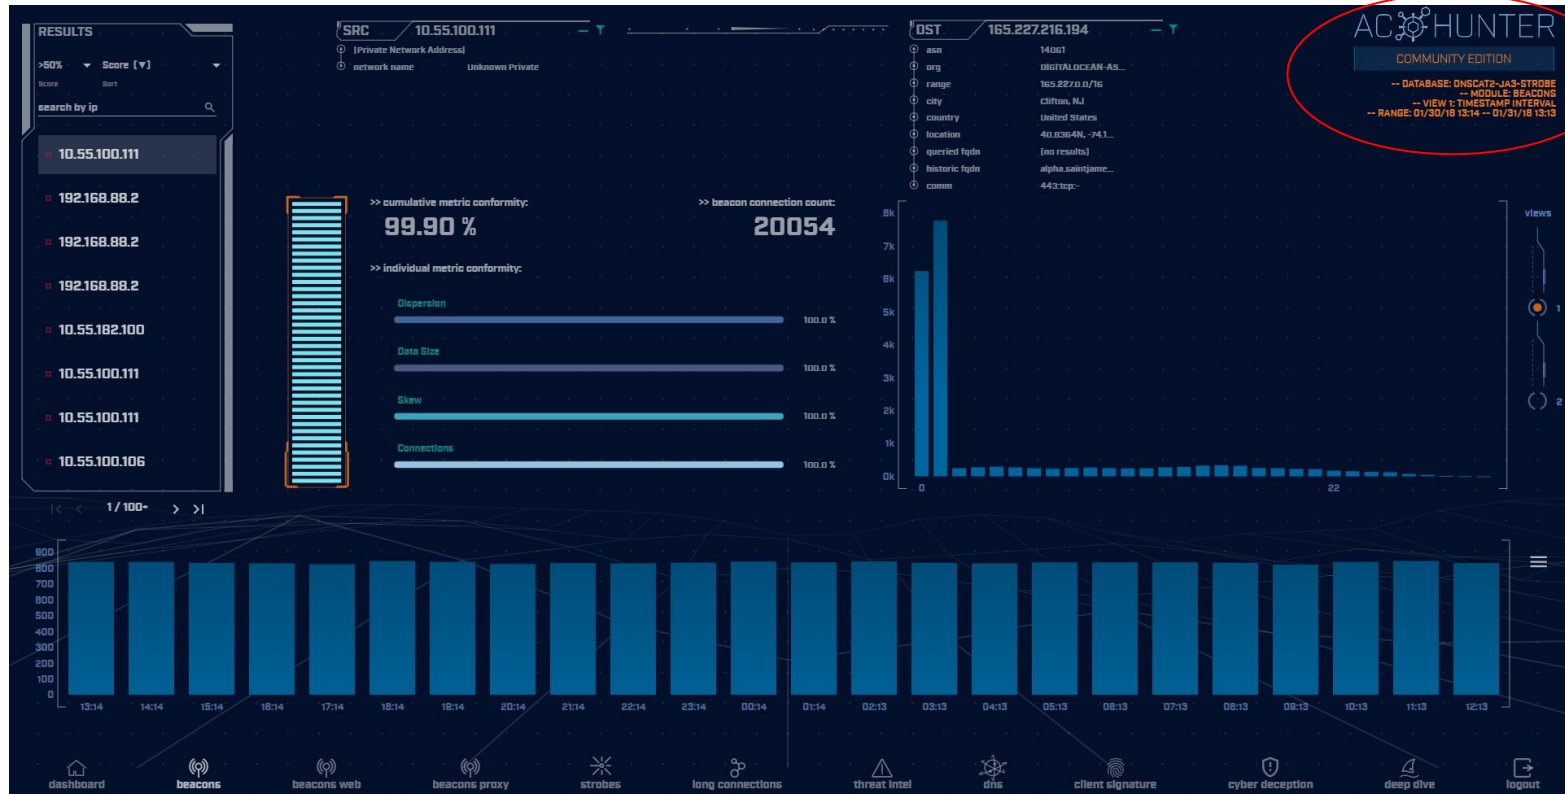 RESULTS
>50% Score [▼]
Score Sort
search by ip
10.55.100.111
192.168.88.2
192.168.88.2
192.168.88.2
10.55.182.100
10.55.100.111
10.55.100.111
10.55.100.106
1 / 100+
SRC 10.55.100.111
[Private Network Address]
network name Unknown Private
DST 165.227.216.194
asn 14061
org DIGITALOCEAN-AS...
range 165.227.0.0/16
city Clifton, NJ
country United States
location 40.8364N, -74.1...
queried fqdn [no results]
historic fqdn alpha.saintjame...
comm 443:tcp:-
AC HUNTER
COMMUNITY EDITION
-- DATABASE: DNSCAT2-JA3-STROBE
-- MODULE: BEACONS
-- VIEW 1: TIMESTAMP INTERVAL
-- RANGE: 01/30/18 13:14 -- 01/31/18 13:13
>> cumulative metric conformity:
99.90 %
>> beacon connection count:
20054
>> individual metric conformity:
Dispersion
100.0 %
Data Size
100.0 %
Skew
100.0 %
Connections
100.0 %
8k
7k
6k
5k
4k
3k
2k
1k
0k
0 22
views
1
2
900
800
700
600
500
400
300
200
100
0
13:14 14:14 15:14 16:14 17:14 18:14 19:14 20:14 21:14 22:14 23:14 00:14 01:14 02:13 03:13 04:13 05:13 06:13 07:13 08:13 09:13 10:13 11:13 12:13
dashboard beacons beacons web beacons proxy strobes long connections threat intel dns client signature cyber deception deep dive logout